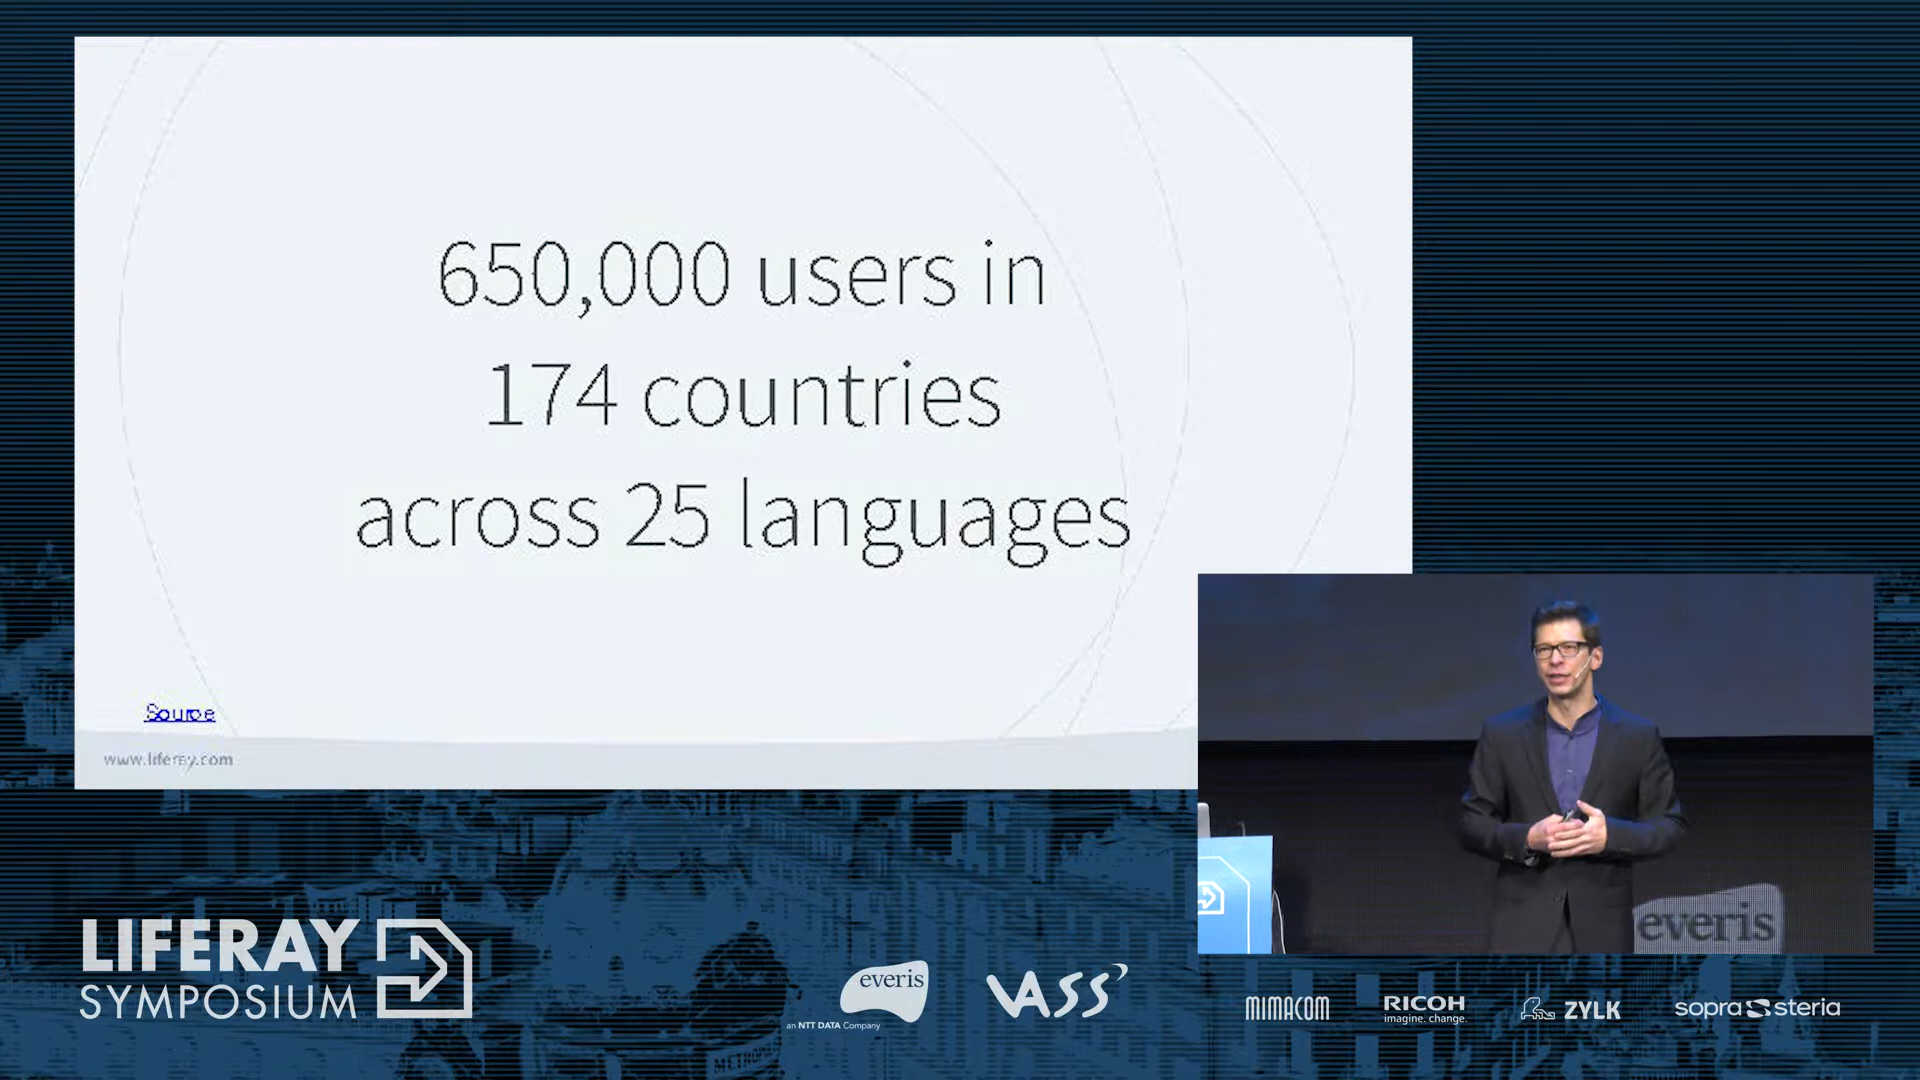 650,000 users in
174 countries
across 25 languages
Source
www.liferay.com
everis
LIFERAY
SYMPOSIUM
everis
an NTT DATA Company
VASS
MIMACOM
RICOH
imagine. change.
ZYLK
sopra steria
METROPOL